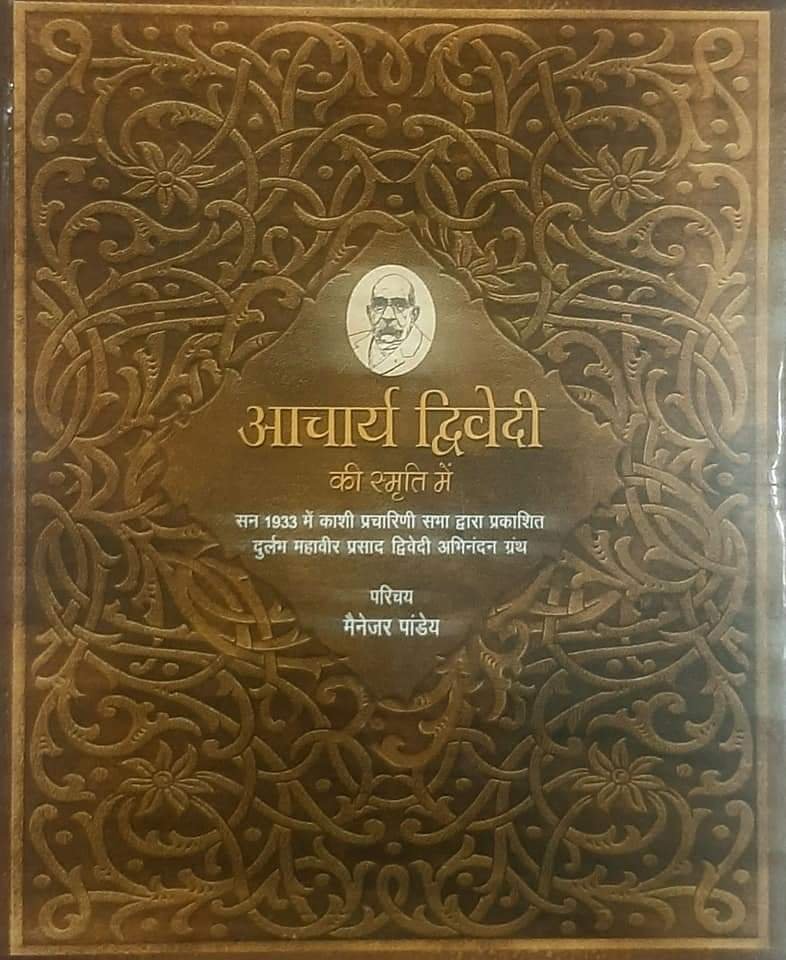 आचार्य द्विवेदी
की स्मृति में
सन 1933 में काशी प्रचारिणी सभा द्वारा प्रकाशित
दुर्लभ महावीर प्रसाद द्विवेदी अभिनंदन ग्रंथ
परिचय
मैनेजर पांडेय